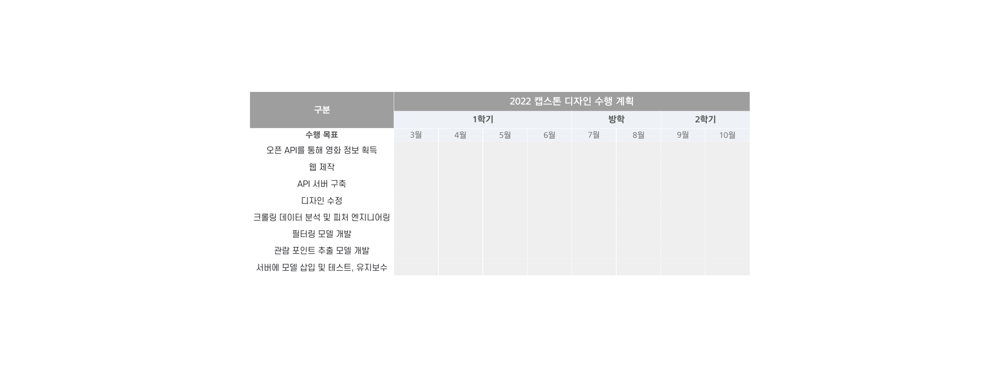 구분
2022 캡스톤 디자인 수행 계획
1학기 방학 2학기
수행 목표 3월 4월 5월 6월 7월 8월 9월 10월
오픈 API를 통해 영화 정보 획득
웹 제작
API 서버 구축
디자인 수정
크롤링 데이터 분석 및 피처 엔지니어링
필터링 모델 개발
관람 포인트 추출 모델 개발
서버에 모델 삽입 및 테스트, 유지보수